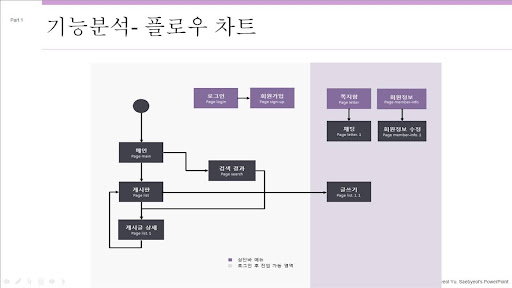 Part 1
기능분석- 플로우 차트
로그인
Page login
회원가입
Page sign-up
쪽지함
Page letter
회원정보
Page member-info.
채팅
Page letter. 1
회원정보 수정
Page member-info. 1
메인
Page main
검색 결과
Page search
게시판
Page list
글쓰기
Page list. 1. 1
게시글 상세
Page list. 1
상단바 메뉴
로그인 후 진입 가능 영역
Yu. Saebyeol's PowerPoint